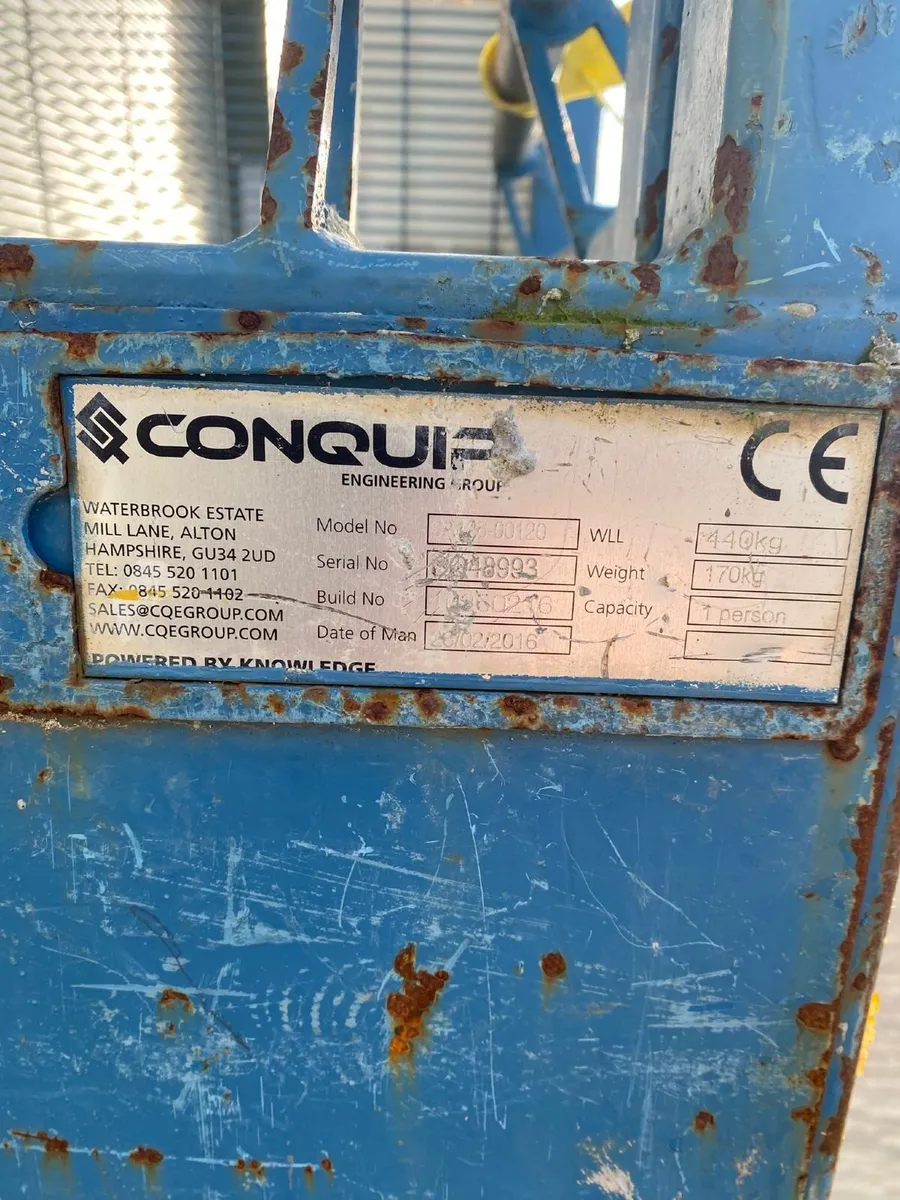 CONQUIP
ENGINEERING GROUP
CE
WATERBROOK ESTATE
MILL LANE, ALTON
HAMPSHIRE, GU34 2UD
TEL: 0845 520 1101
FAX: 0845 520 1102
SALES@CQEGROUP.COM
WWW.CQEGROUP.COM
POWERED BY KNOWLEDGE
Model No
Serial No
Build No
Date of Man
WLL 440kg
Weight 170kg
Capacity 1 person